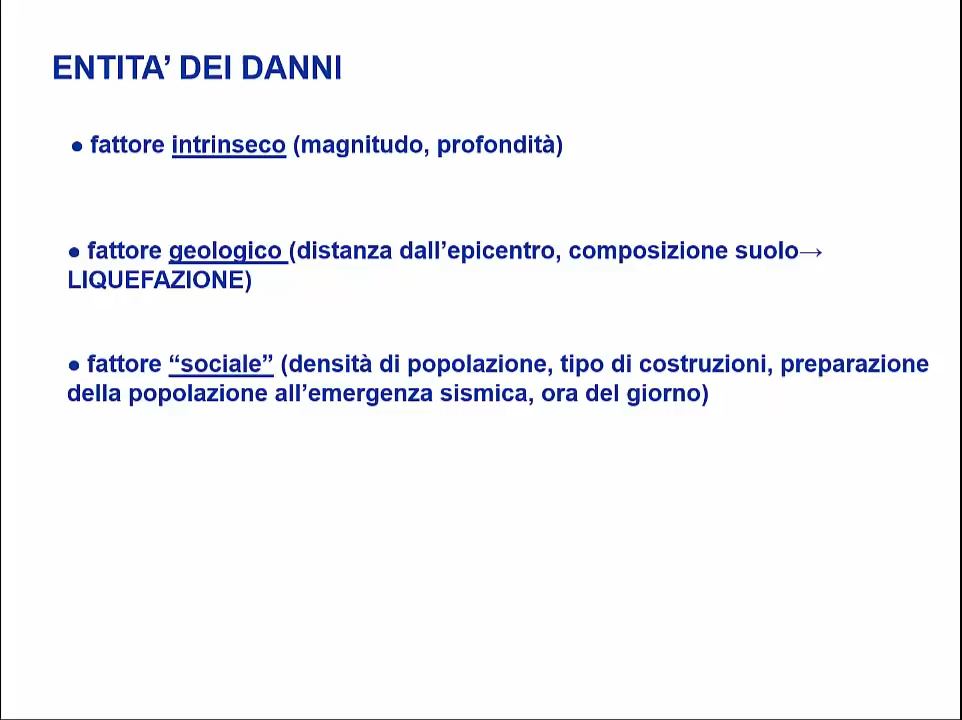 ENTITA’ DEI DANNI
● fattore intrinseco (magnitudo, profondità)
● fattore geologico (distanza dall’epicentro, composizione suolo→
LIQUEFAZIONE)
● fattore “sociale” (densità di popolazione, tipo di costruzioni, preparazione
della popolazione all’emergenza sismica, ora del giorno)